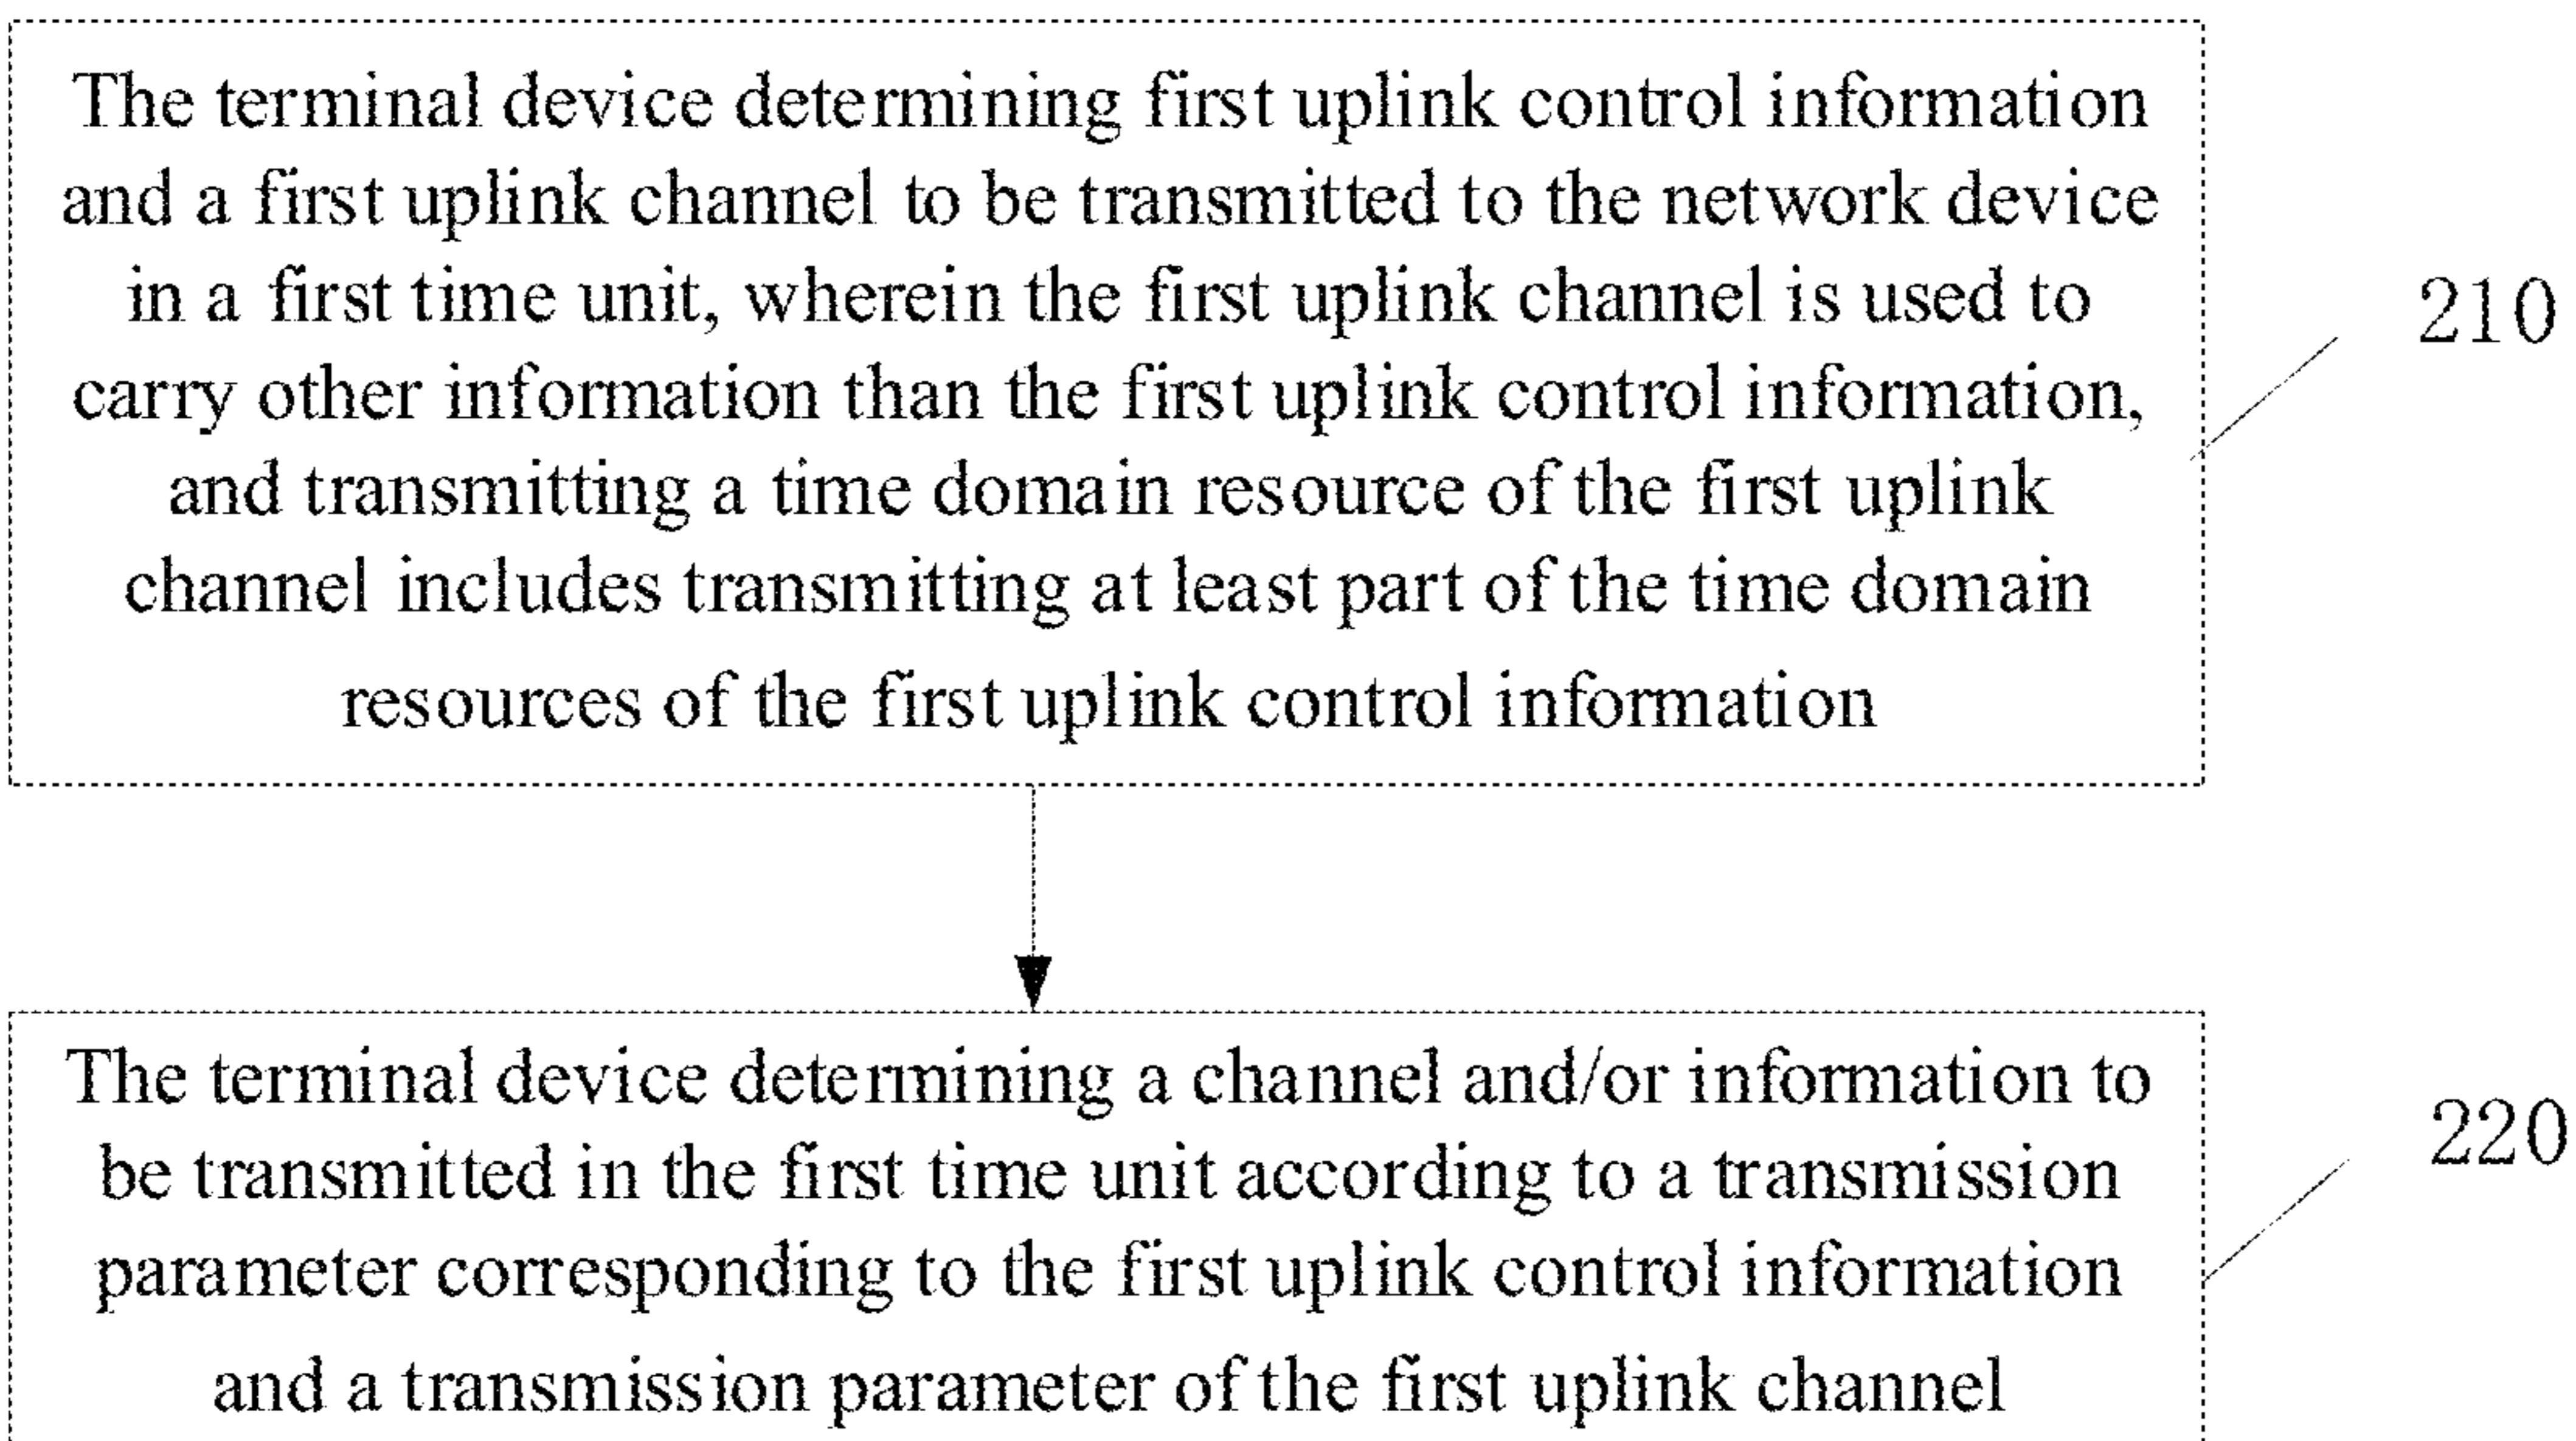 The terminal device determining first uplink control information
and a first uplink channel to be transmitted to the network device
in a first time unit, wherein the first uplink channel is used to
carry other information than the first uplink control information,
and transmitting a time domain resource of the first uplink
channel includes transmitting at least part of the time domain
resources of the first uplink control information
210
The terminal device determining a channel and/or information to
be transmitted in the first time unit according to a transmission
parameter corresponding to the first uplink control information
and a transmission parameter of the first uplink channel
220